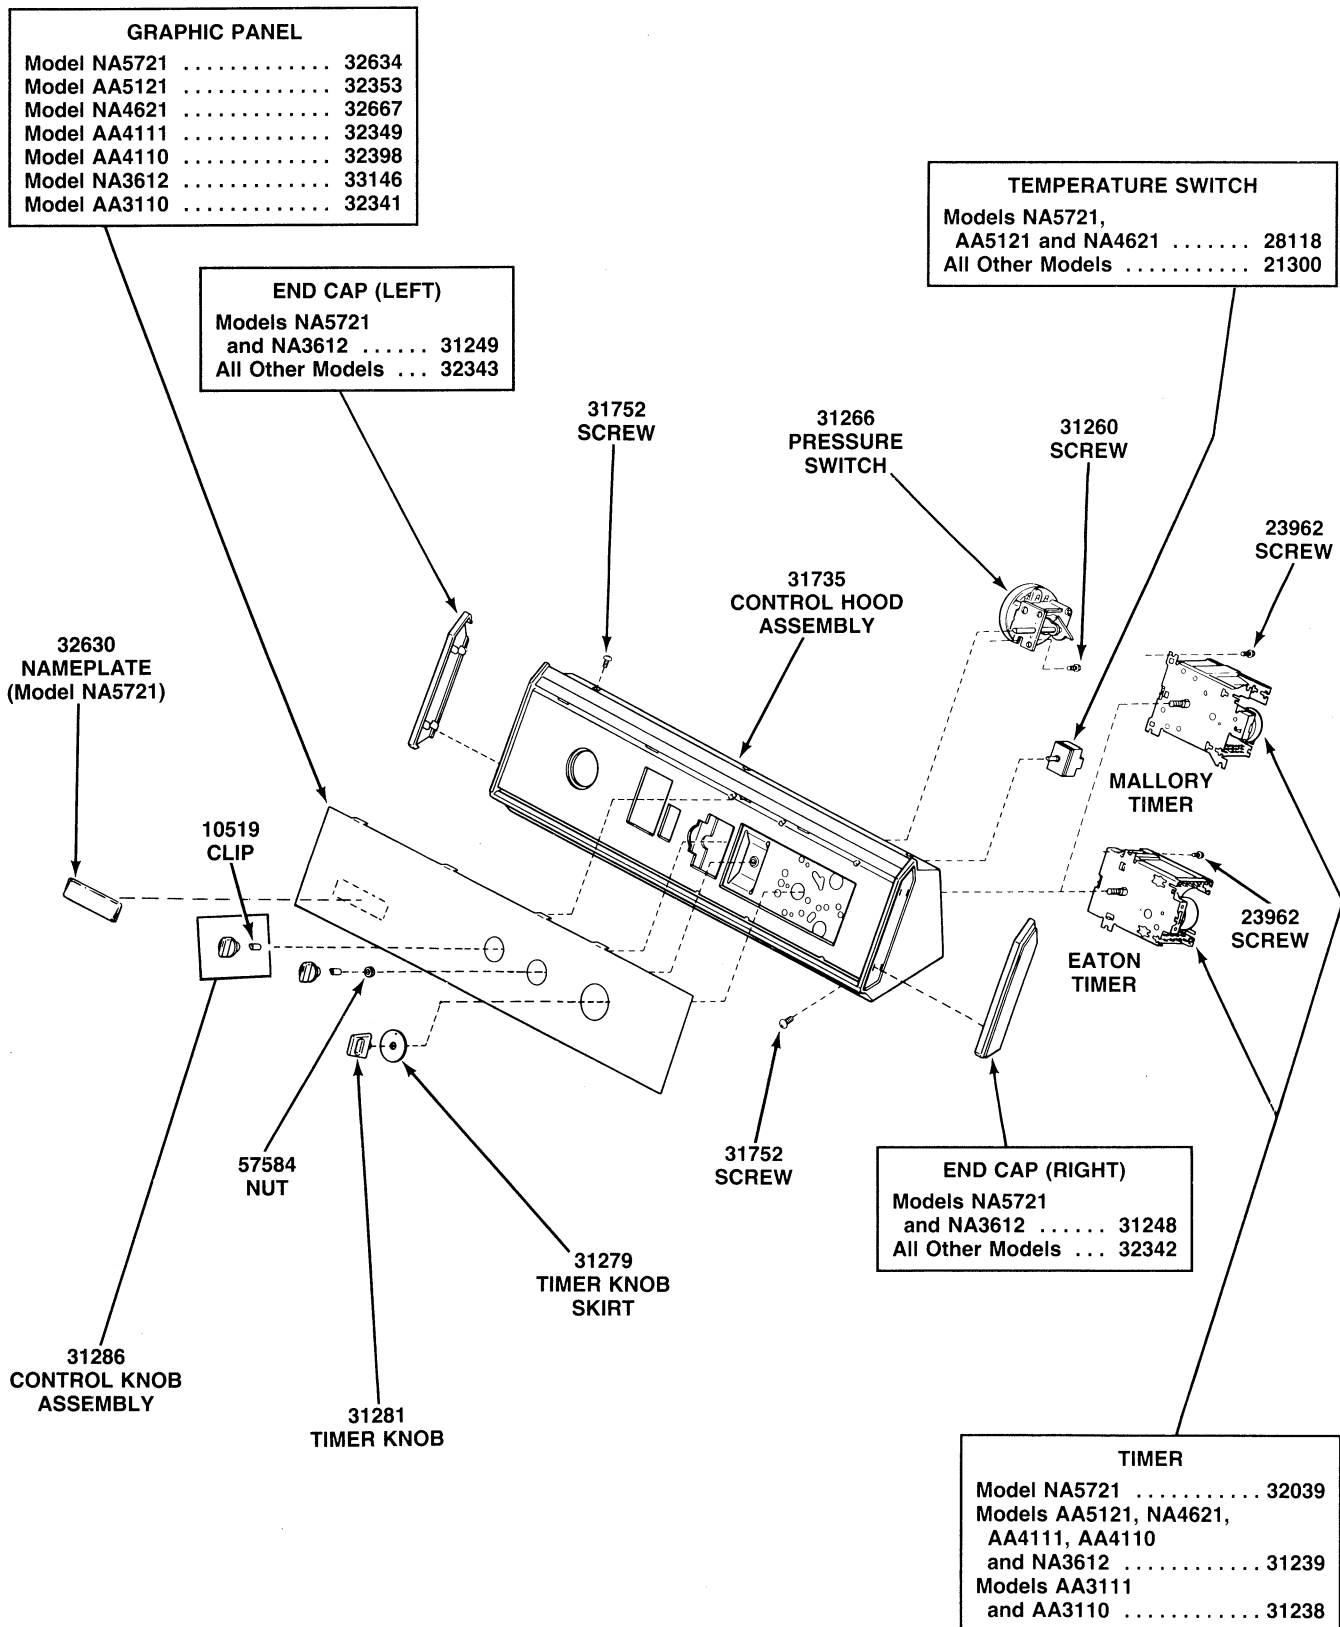 GRAPHIC PANEL
Model NA5721 ............. 32634
Model AA5121 ............. 32353
Model NA4621 ............. 32667
Model AA4111 ............. 32349
Model AA4110 ............. 32398
Model NA3612 ............. 33146
Model AA3110 ............. 32341
TEMPERATURE SWITCH
Models NA5721,
AA5121 and NA4621 ....... 28118
All Other Models ........... 21300
END CAP (LEFT)
Models NA5721
and NA3612 ...... 31249
All Other Models ... 32343
31752
SCREW
31266
PRESSURE
SWITCH
31260
SCREW
23962
SCREW
31735
CONTROL HOOD
ASSEMBLY
32630
NAMEPLATE
(Model NA5721)
MALLORY
TIMER
10519
CLIP
23962
SCREW
EATON
TIMER
57584
NUT
31752
SCREW
END CAP (RIGHT)
Models NA5721
and NA3612 ...... 31248
All Other Models ... 32342
31279
TIMER KNOB
SKIRT
31286
CONTROL KNOB
ASSEMBLY
31281
TIMER KNOB
TIMER
Model NA5721 ........... 32039
Models AA5121, NA4621,
AA4111, AA4110
and NA3612 ............ 31239
Models AA3111
and AA3110 ............ 31238